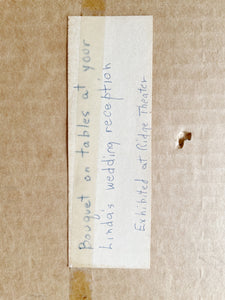 Bouquet on tables at your
Linda's wedding reception
Exhibited at Ridge Theater